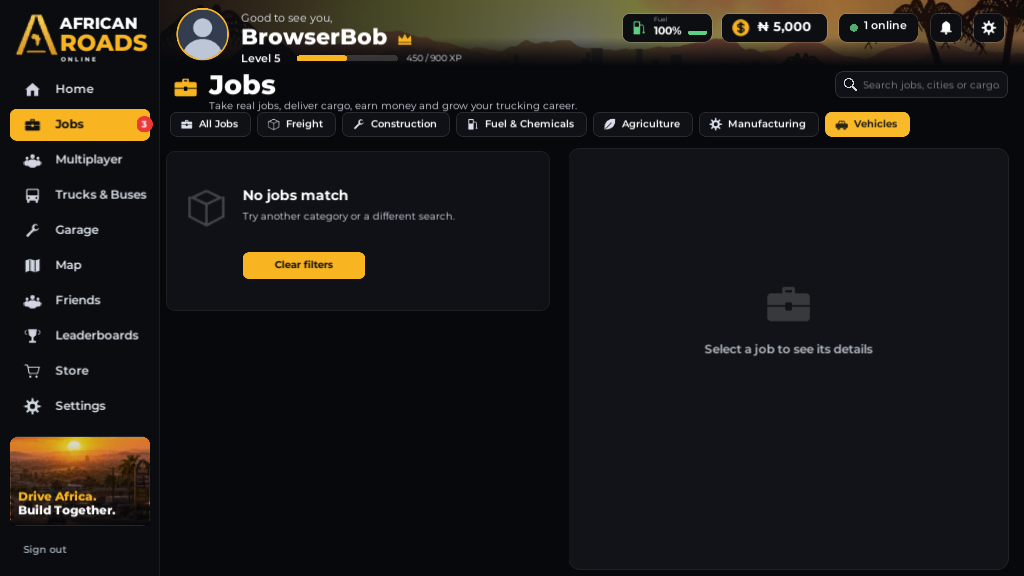 AFRICAN
ROADS
ONLINE
Home
Jobs
3
Multiplayer
Trucks & Buses
Garage
Map
Friends
Leaderboards
Store
Settings
Drive Africa.
Build Together.
Sign out
Good to see you,
BrowserBob
Level 5
450 / 900 XP
Fuel
100%
$
₦ 5,000
1 online
Jobs
Take real jobs, deliver cargo, earn money and grow your trucking career.
Search jobs, cities or cargo
All Jobs
Freight
Construction
Fuel & Chemicals
Agriculture
Manufacturing
Vehicles
No jobs match
Try another category or a different search.
Clear filters
Select a job to see its details